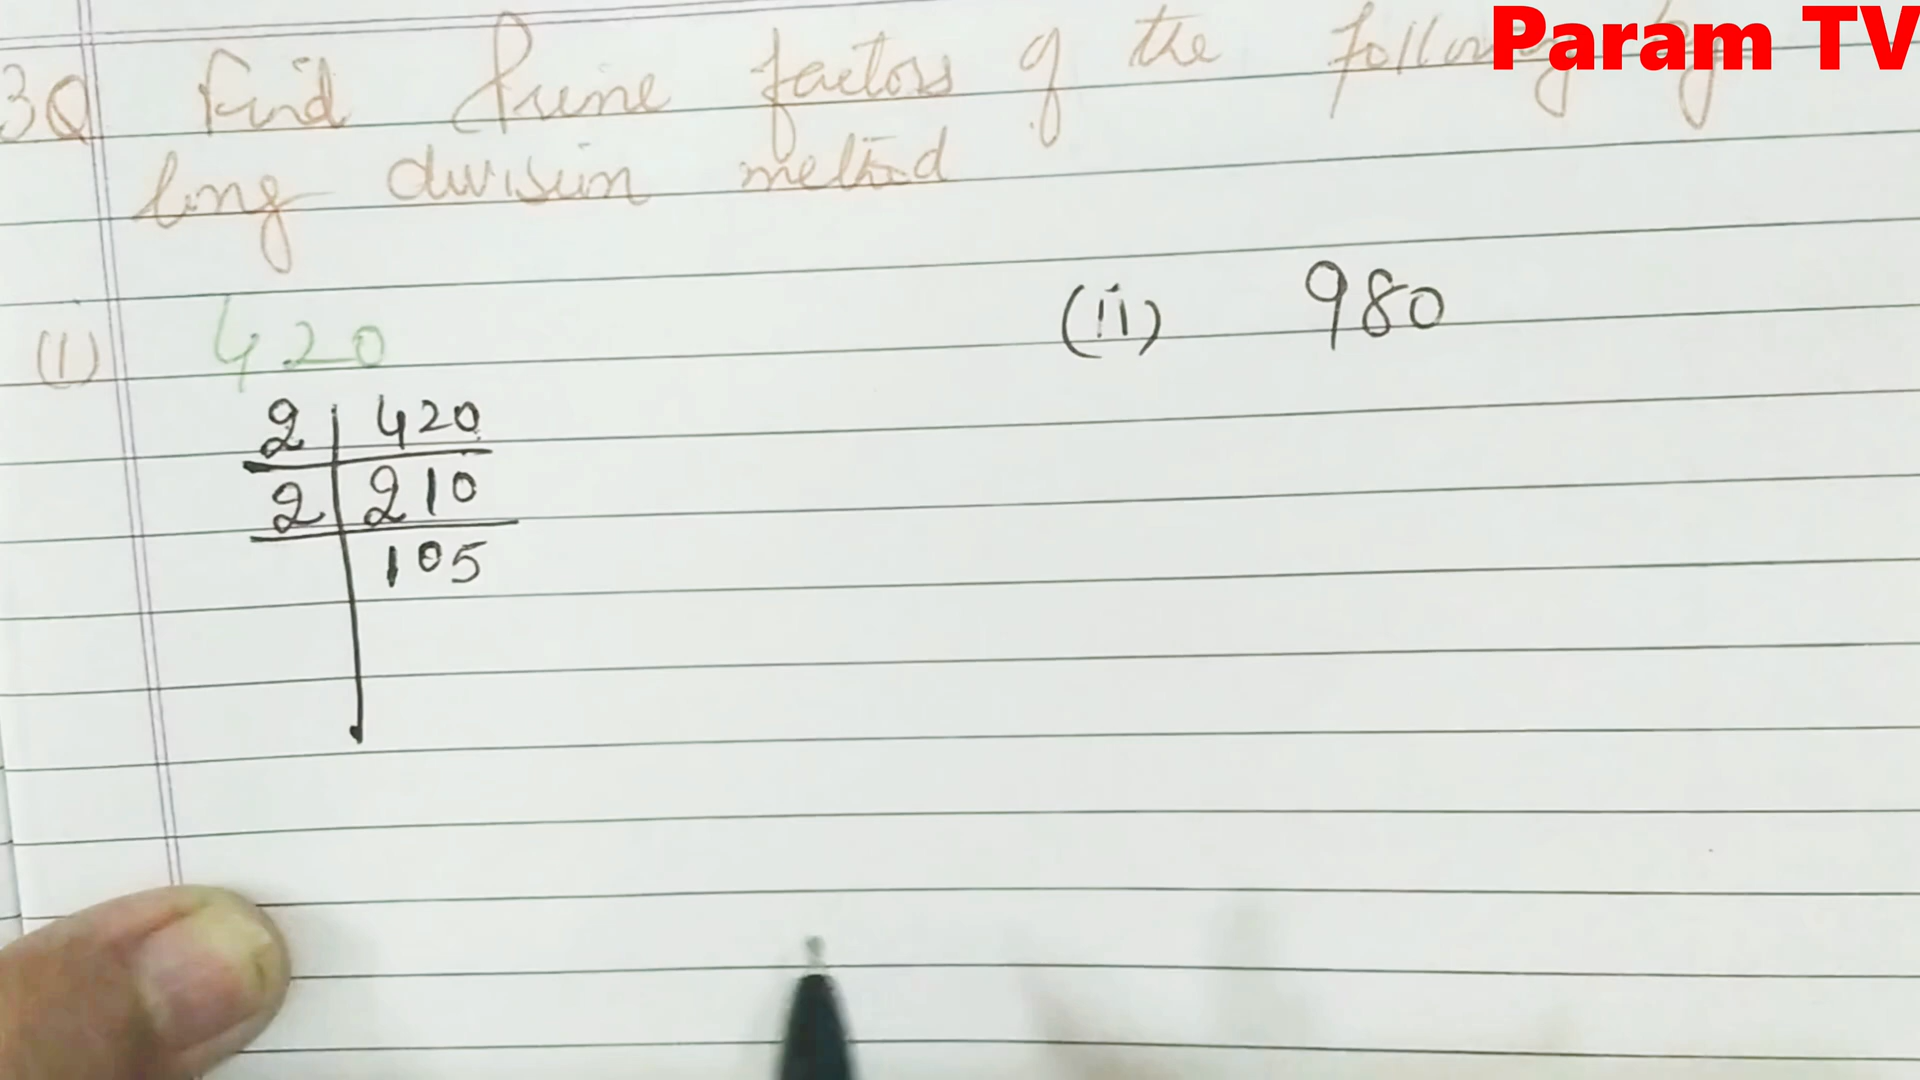 Param TV
3Q Find Prime factors of the following by
long division method
(i) 420
(ii) 980
2 | 420
2 | 210
105